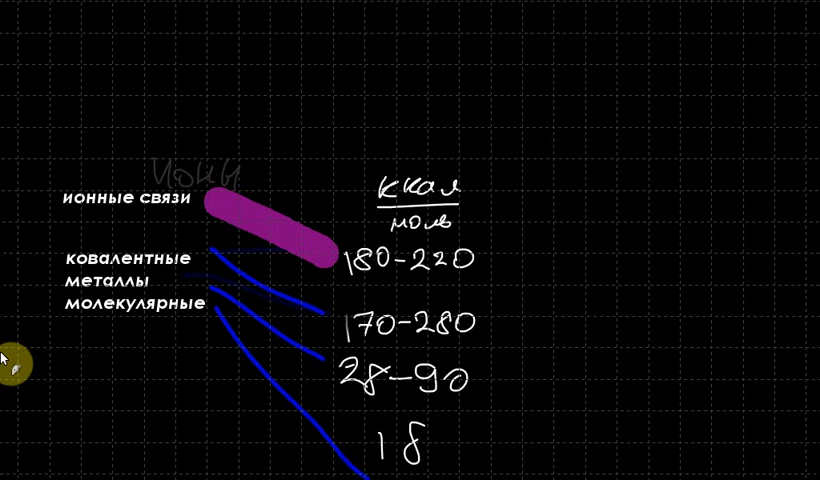 Ионы
ккал
моль
ионные связи
ковалентные
металлы
молекулярные
180-220
170-280
28-90
18